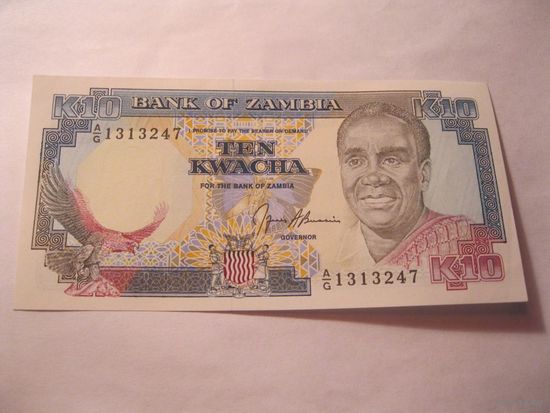 K10 BANK OF ZAMBIA K10
A/G 1313247
I PROMISE TO PAY THE BEARER ON DEMAND
TEN
KWACHA
FOR THE BANK OF ZAMBIA
GOVERNOR
A/G 1313247
K10